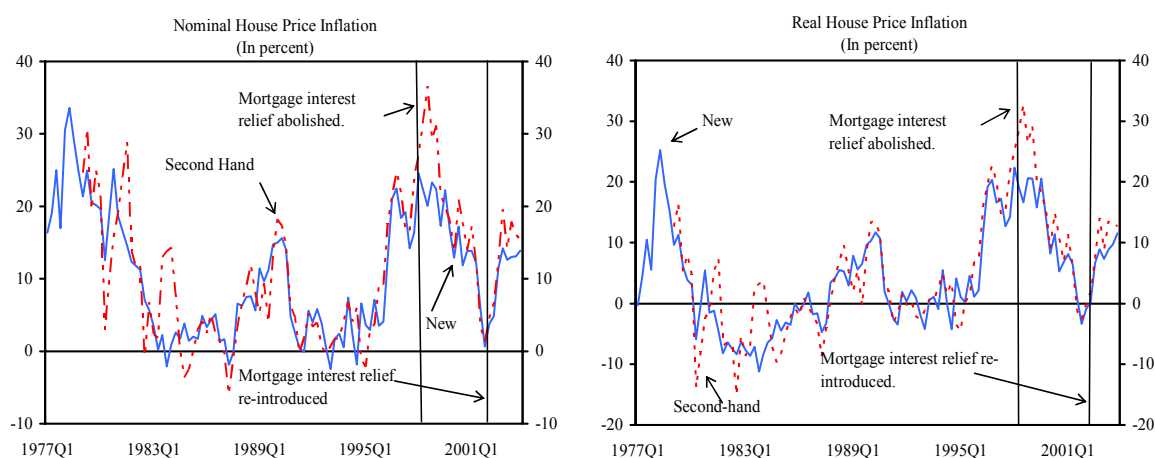 Nominal House Price Inflation
(In percent)
40
40
Mortgage interest
relief abolished.
30
30
Second Hand
20
20
10
10
New
0
0
Mortgage interest relief
re-introduced
-10
-10
1977Q1
1983Q1
1989Q1
1995Q1
2001Q1
Real House Price Inflation
(In percent)
40
40
New
Mortgage interest
relief abolished.
30
30
20
20
10
10
0
0
Mortgage interest relief re-
introduced.
-10
-10
Second-hand
-20
-20
1977Q1
1983Q1
1989Q1
1995Q1
2001Q1